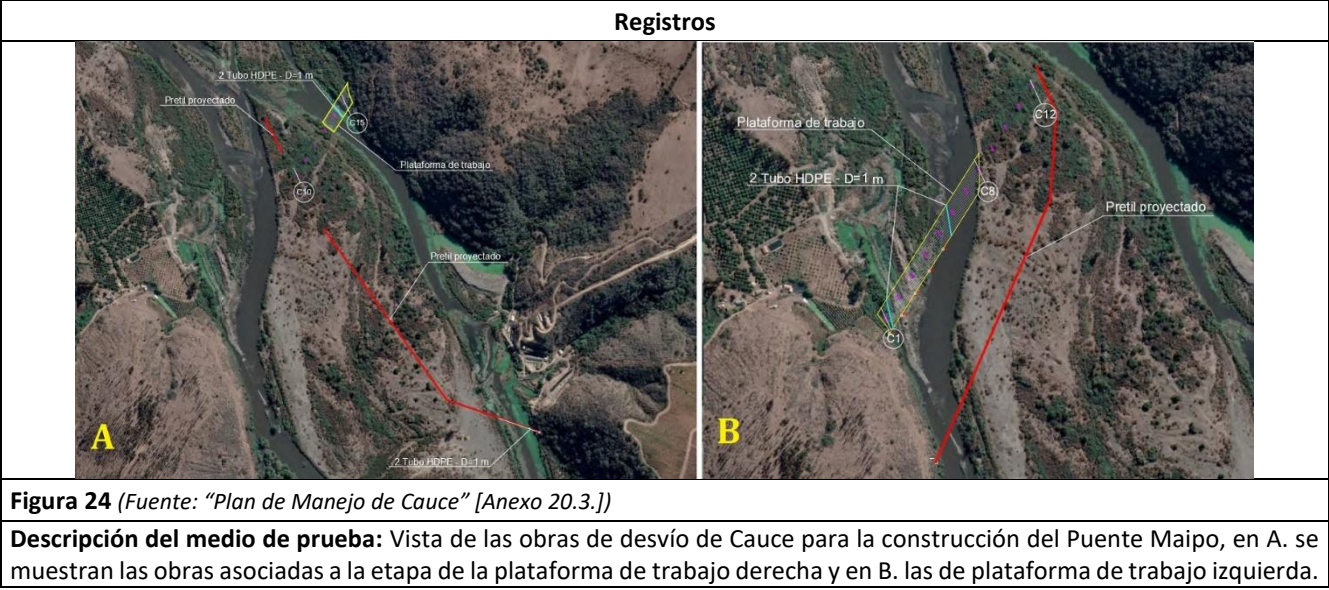 Registros
2 Tubo HDPE - D=1 m
Pretil proyectado
C15
Plataforma de trabajo
C10
Pretil proyectado
2 Tubo HDPE - D=1 m
A
C12
Plataforma de trabajo
2 Tubo HDPE - D=1 m
C8
Pretil proyectado
C1
B
Figura 24 (Fuente: “Plan de Manejo de Cauce” [Anexo 20.3.])
Descripción del medio de prueba: Vista de las obras de desvío de Cauce para la construcción del Puente Maipo, en A. se
muestran las obras asociadas a la etapa de la plataforma de trabajo derecha y en B. las de plataforma de trabajo izquierda.